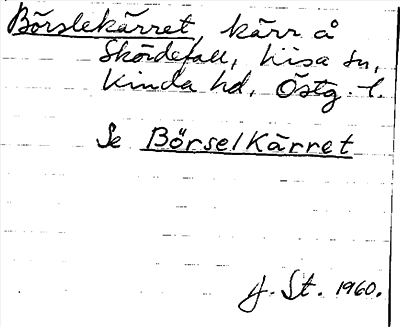 Börslekärret, kärr å
Skördefall, Kisa sn,
Kinda hd, Östg. l.
Se Börselkärret
J. St. 1960.